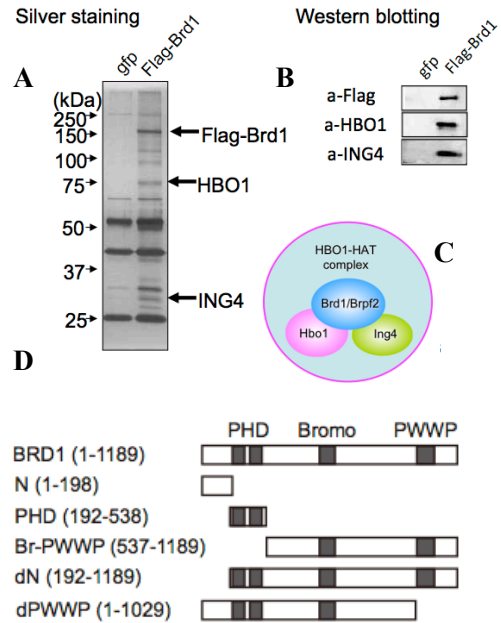 Silver staining
Western blotting
A
gfp
Flag-Brd1
(kDa)
250
150
100
75
50
37
25
Flag-Brd1
HBO1
ING4
B
gfp
Flag-Brd1
a-Flag
a-HBO1
a-ING4
C
HBO1-HAT
complex
Brd1/Brpf2
Hbo1
Ing4
D
PHD Bromo PWWP
BRD1 (1-1189)
N (1-198)
PHD (192-538)
Br-PWWP (537-1189)
dN (192-1189)
dPWWP (1-1029)